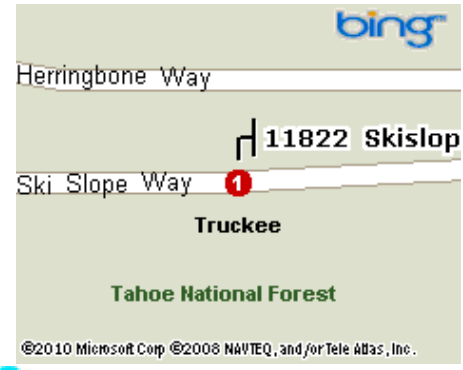 bing™
Herringbone Way
11822 Skislop
Ski Slope Way
1
Truckee
Tahoe National Forest
©2010 Microsoft Corp ©2008 NAVTEQ, and/or Tele Atlas, Inc.